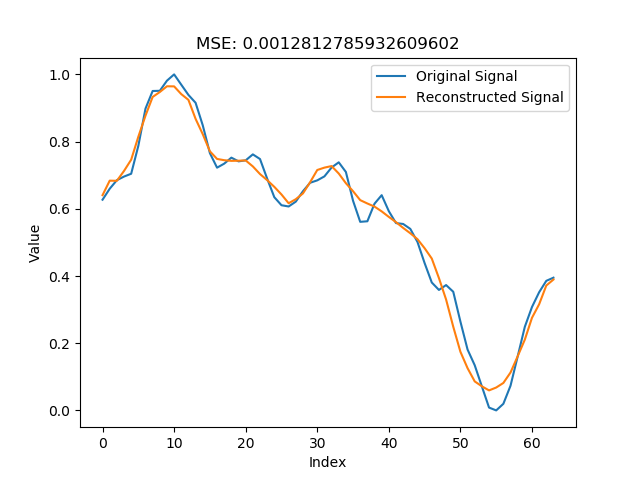 MSE: 0.0012812785932609602
Original Signal
Reconstructed Signal
1.0
0.8
0.6
0.4
0.2
0.0
Value
0 10 20 30 40 50 60
Index